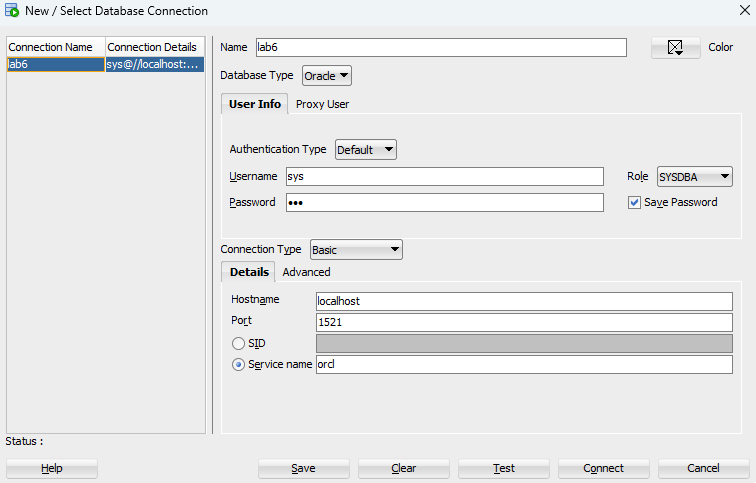 New / Select Database Connection
Connection Name Connection Details
lab6 sys@//localhost:...
Name lab6 Color
Database Type Oracle
User Info Proxy User
Authentication Type Default
Username sys Role SYSDBA
Password ••• Save Password
Connection Type Basic
Details Advanced
Hostname localhost
Port 1521
SID
Service name orcl
Status :
Help Save Clear Test Connect Cancel